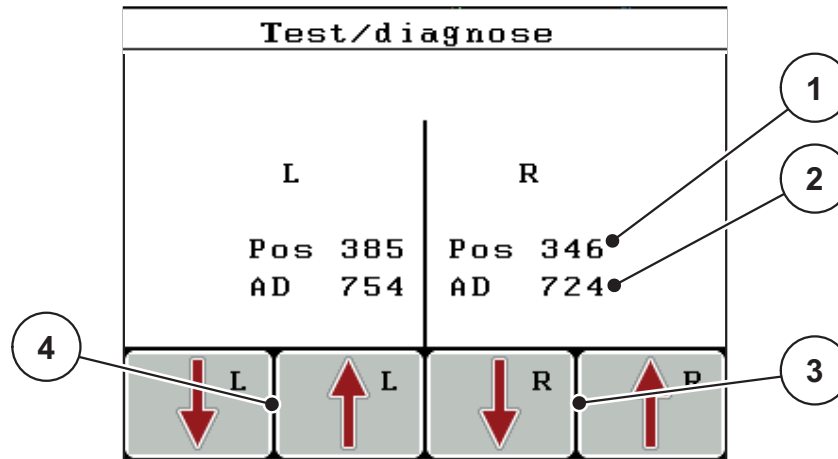 Test/diagnose
1
L R
2
Pos 385 Pos 346
AD 754 AD 724
4
L L R R
3